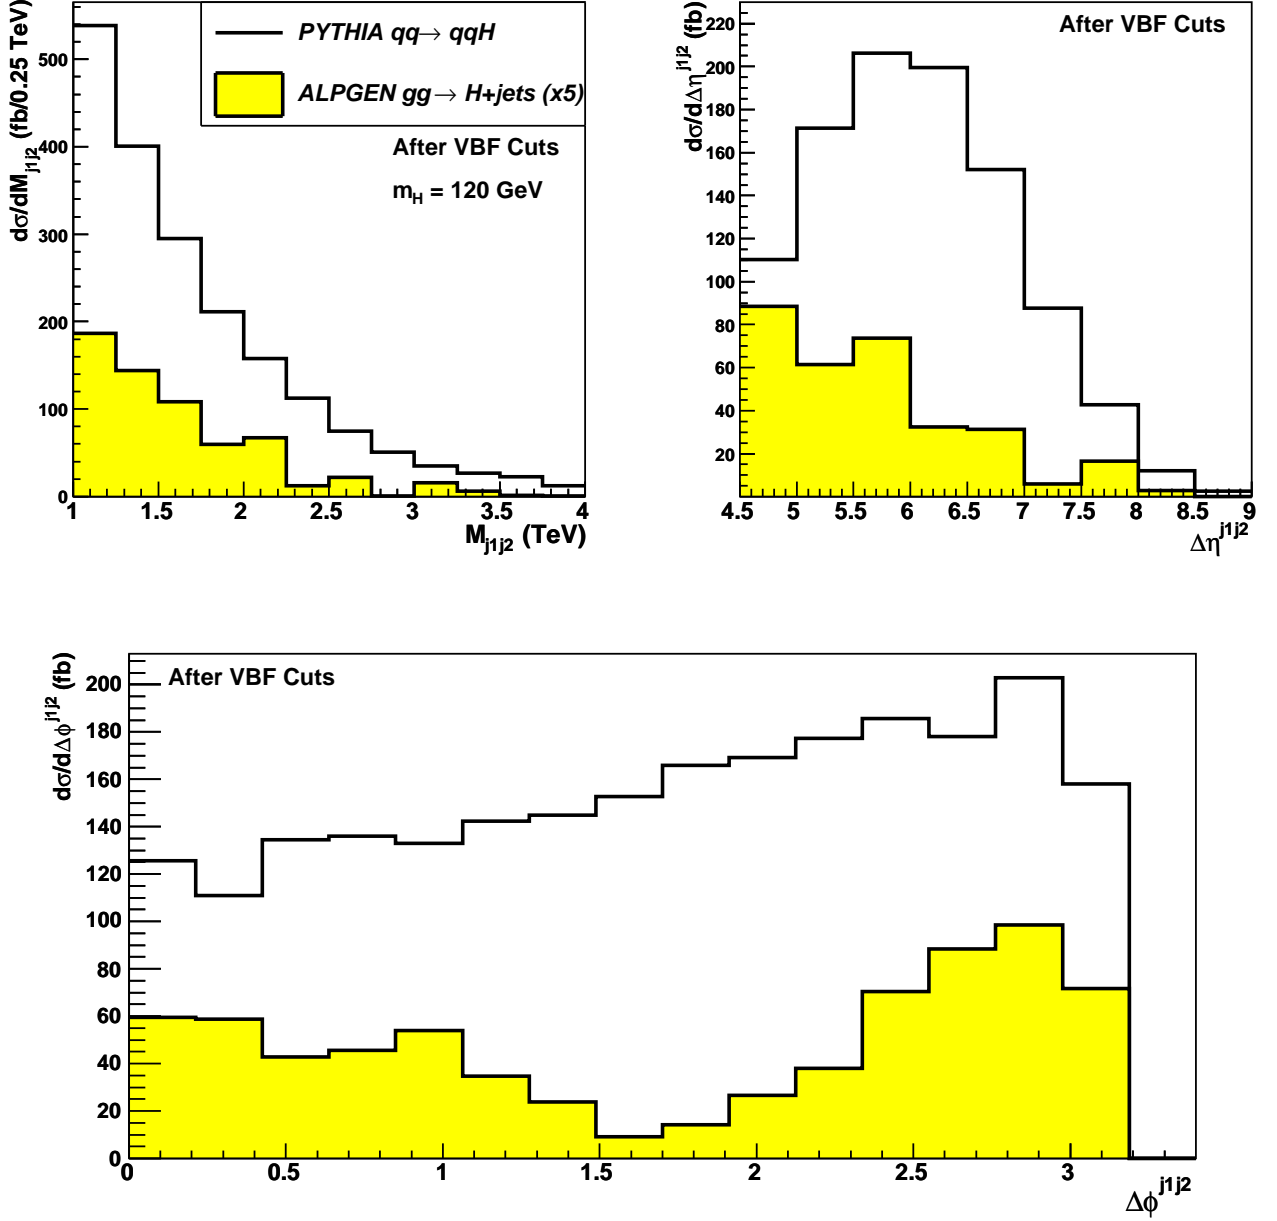 dσ/dM_j1j2 (fb/0.25 TeV)
500
400
300
200
100
0
PYTHIA qq→ qqH
ALPGEN gg→ H+jets (x5)
After VBF Cuts
m_H = 120 GeV
1 1.5 2 2.5 3 3.5 4
M_j1j2 (TeV)
dσ/dΔη^j1j2 (fb)
220
200
180
160
140
120
100
80
60
40
20
After VBF Cuts
4.5 5 5.5 6 6.5 7 7.5 8 8.5 9
Δη^j1j2
dσ/dΔϕ^j1j2 (fb)
After VBF Cuts
200
180
160
140
120
100
80
60
40
20
0
0 0.5 1 1.5 2 2.5 3
Δϕ^j1j2